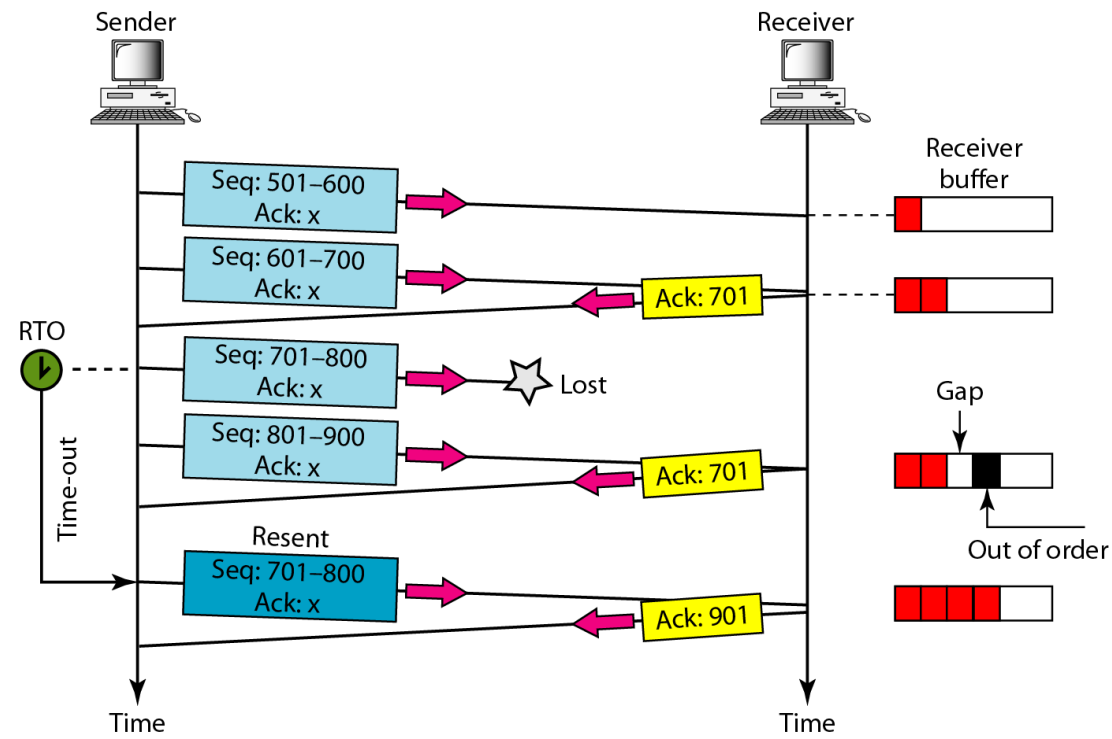 Sender
Receiver
Receiver
buffer
Seq: 501–600
Ack: x
Seq: 601–700
Ack: x
Ack: 701
RTO
Seq: 701–800
Ack: x
Lost
Gap
Seq: 801–900
Ack: x
Ack: 701
Time-out
Out of order
Resent
Seq: 701–800
Ack: x
Ack: 901
Time
Time